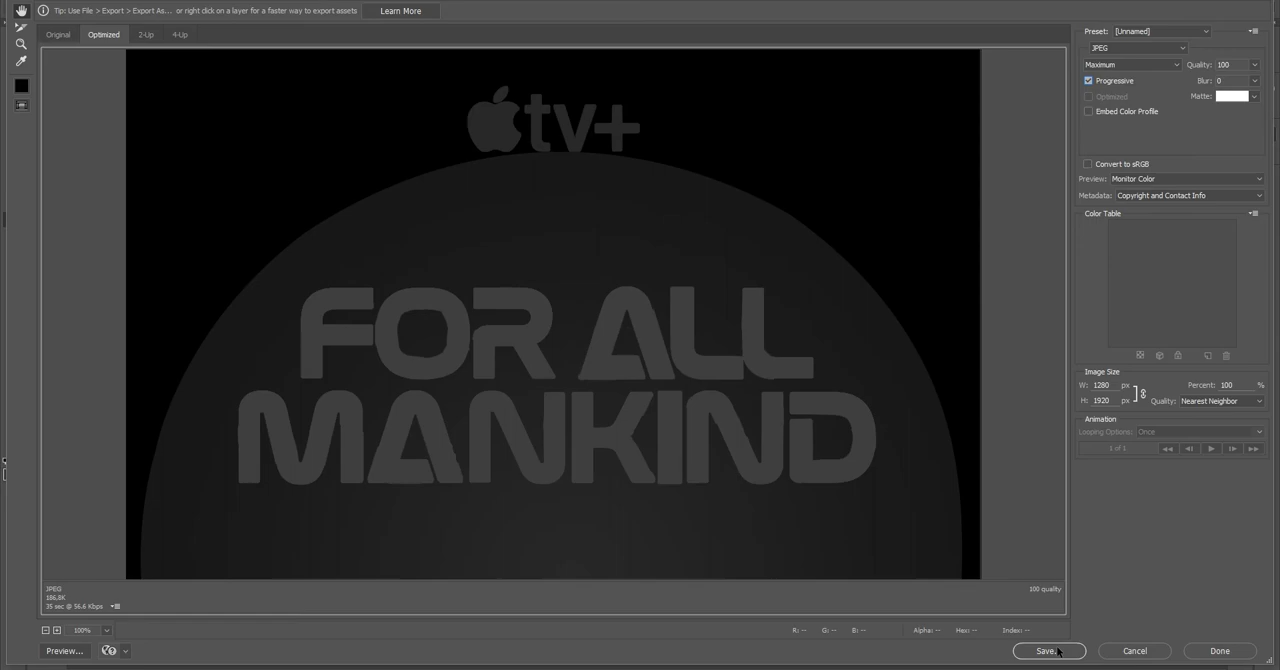 Tip: Use File > Export > Export As... or right click on a layer for a faster way to export assets
Learn More
Original Optimized 2-Up 4-Up
tv+
FOR ALL
MANKIND
JPEG
186,8K
35 sec @ 56,6 Kbps
100 quality
100%
R: -- G: -- B: -- Alpha: -- Hex: -- Index: --
Preview...
Save...
Cancel
Done
Preset: [Unnamed]
JPEG
Maximum Quality: 100
Progressive Blur: 0
Optimized Matte:
Embed Color Profile
Convert to sRGB
Preview: Monitor Color
Metadata: Copyright and Contact Info
Color Table
Image Size
W: 1280 px Percent: 100 %
H: 1920 px Quality: Nearest Neighbor
Animation
Looping Options: Once
1 of 1